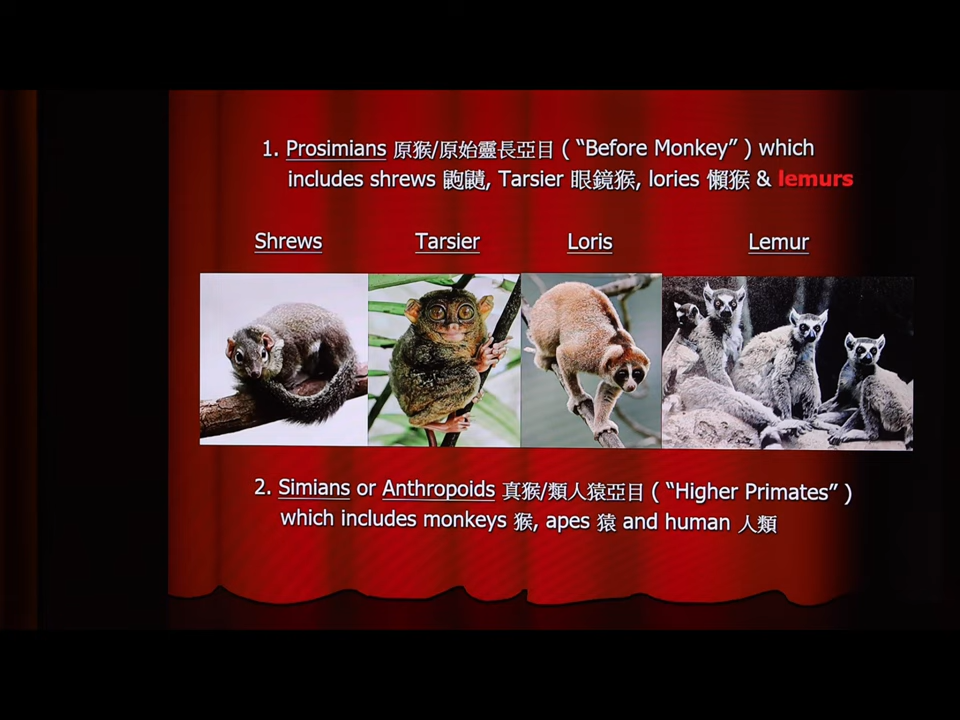 1. Prosimians 原猴/原始靈長亞目 ( “Before Monkey” ) which
includes shrews 鼩鼱, Tarsier 眼鏡猴, lories 懶猴 & lemurs
Shrews Tarsier Loris Lemur
2. Simians or Anthropoids 真猴/類人猿亞目 ( “Higher Primates” )
which includes monkeys 猴, apes 猿 and human 人類